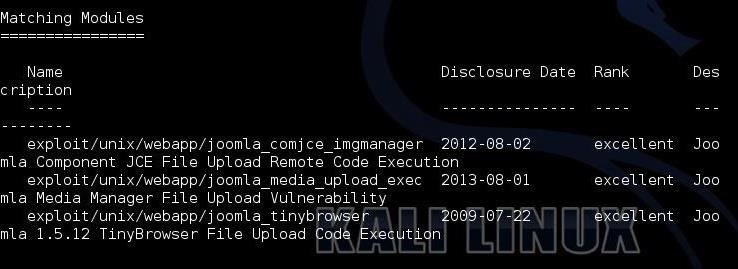 Matching Modules
================
Name Disclosure Date Rank Des
cription
---- --------------- ---- ---
--------
exploit/unix/webapp/joomla_comjce_imgmanager 2012-08-02 excellent Joo
mla Component JCE File Upload Remote Code Execution
exploit/unix/webapp/joomla_media_upload_exec 2013-08-01 excellent Joo
mla Media Manager File Upload Vulnerability
exploit/unix/webapp/joomla_tinybrowser 2009-07-22 excellent Joo
mla 1.5.12 TinyBrowser File Upload Code Execution
KALI LINUX